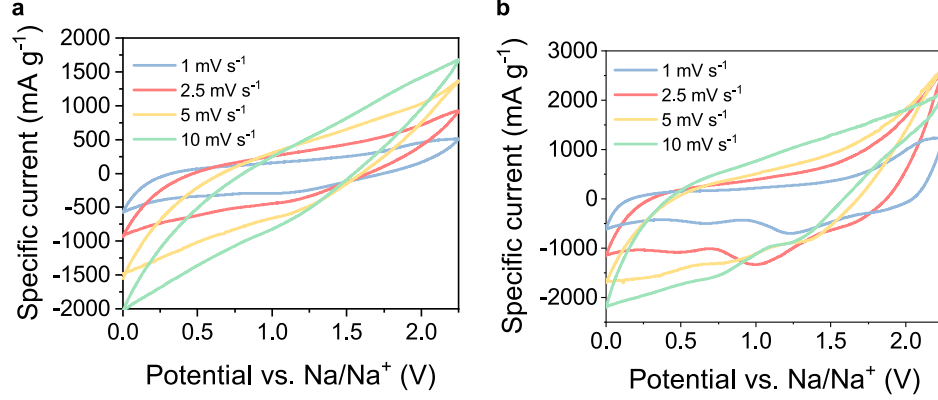 a
Specific current (mA g⁻¹)
2000
1500
1000
500
0
-500
-1000
-1500
-2000
1 mV s⁻¹
2.5 mV s⁻¹
5 mV s⁻¹
10 mV s⁻¹
0.0 0.5 1.0 1.5 2.0
Potential vs. Na/Na⁺ (V)
b
Specific current (mA g⁻¹)
3000
2000
1000
0
-1000
-2000
1 mV s⁻¹
2.5 mV s⁻¹
5 mV s⁻¹
10 mV s⁻¹
0.0 0.5 1.0 1.5 2.0
Potential vs. Na/Na⁺ (V)